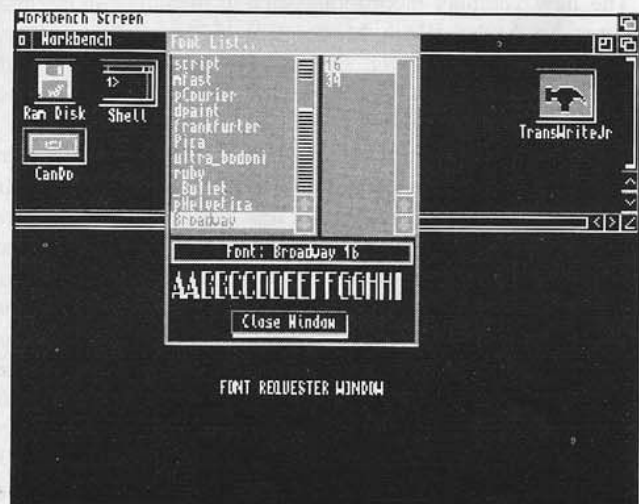 Workbench Screen
Workbench
Font List..
script
mfast
pCourier
dpaint
frankfurter
Pica
ultra_bodoni
ruby
_Bullet
pHelvetica
Broadway
16
34
Ram Disk
1>
Shell
CanDo
TransWriteJr
Font: Broadway 16
AABBCCDDEEFFGGHHI
Close Window
FONT REQUESTER WINDOW